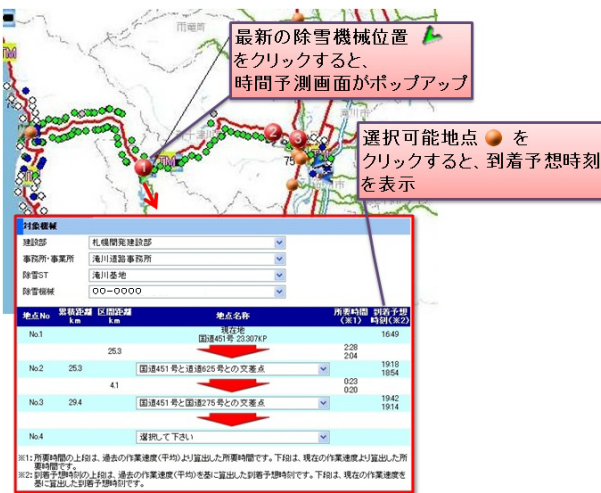 雨竜町
最新の除雪機械位置
をクリックすると、
時間予測画面がポップアップ
滝川市
選択可能地点 を
クリックすると、到着予想時刻
を表示
1
2
3
75
対象機械
建設部 札幌開発建設部
事務所・事業所 滝川道路事務所
除雪ST 滝川基地
除雪機械 00-0000
地点No 累積距離km 区間距離km 地点名称 所要時間(※1) 到着予想時刻(※2)
No.1 現在地 16:49
国道451号 23.307KP
25.3 2:28
2:04
No.2 25.3 国道451号と道道625号との交差点 19:18
18:54
4.1 0:23
0:20
No.3 29.4 国道451号と国道275号との交差点 19:42
19:14
No.4 選択して下さい
※1:所要時間の上段は、過去の作業速度(平均)より算出した所要時間です。下段は、現在の作業速度より算出した所
要時間です。
※2:到着予想時刻の上段は、過去の作業速度(平均)を基に算出した到着予想時刻です。下段は、現在の作業速度を
基に算出した到着予想時刻です。